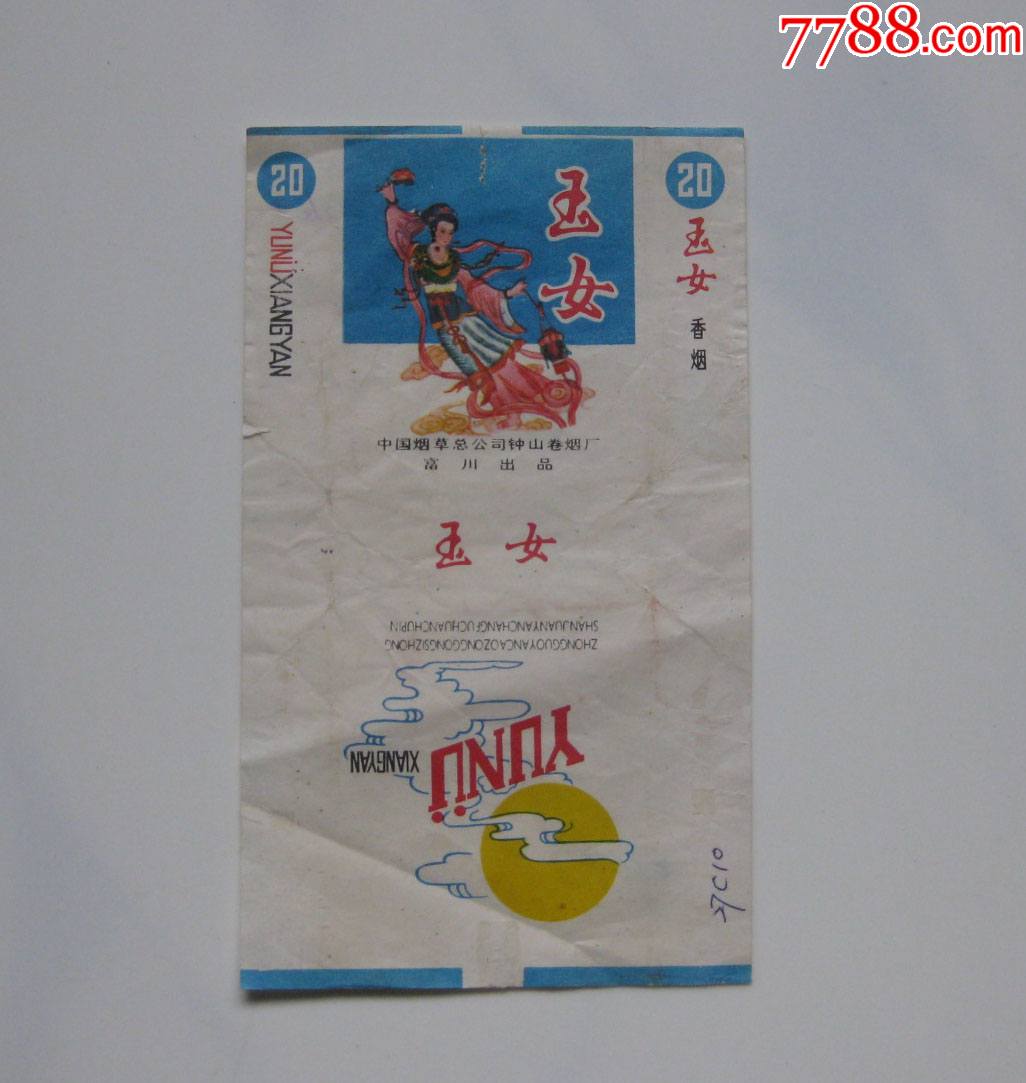 7788.com
20
YUNÜXIANGYAN
玉女
20
玉女 香烟
中国烟草总公司钟山卷烟厂
富川出品
玉女
ZHONGGUOYANCAOZONGGONGSIZHONG
SHANJUANYANCHANGFUCHUANCHUPIN
YUNÜ
XIANGYAN